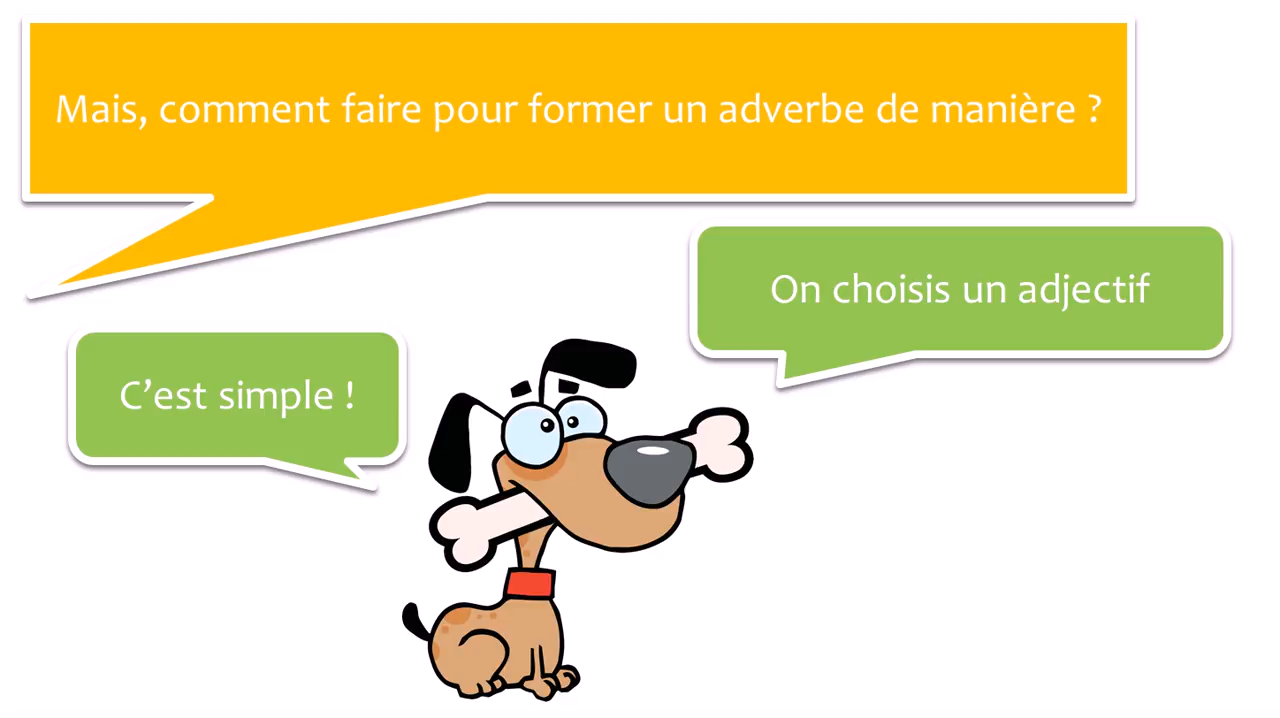 Mais, comment faire pour former un adverbe de manière ?
On choisis un adjectif
C’est simple !